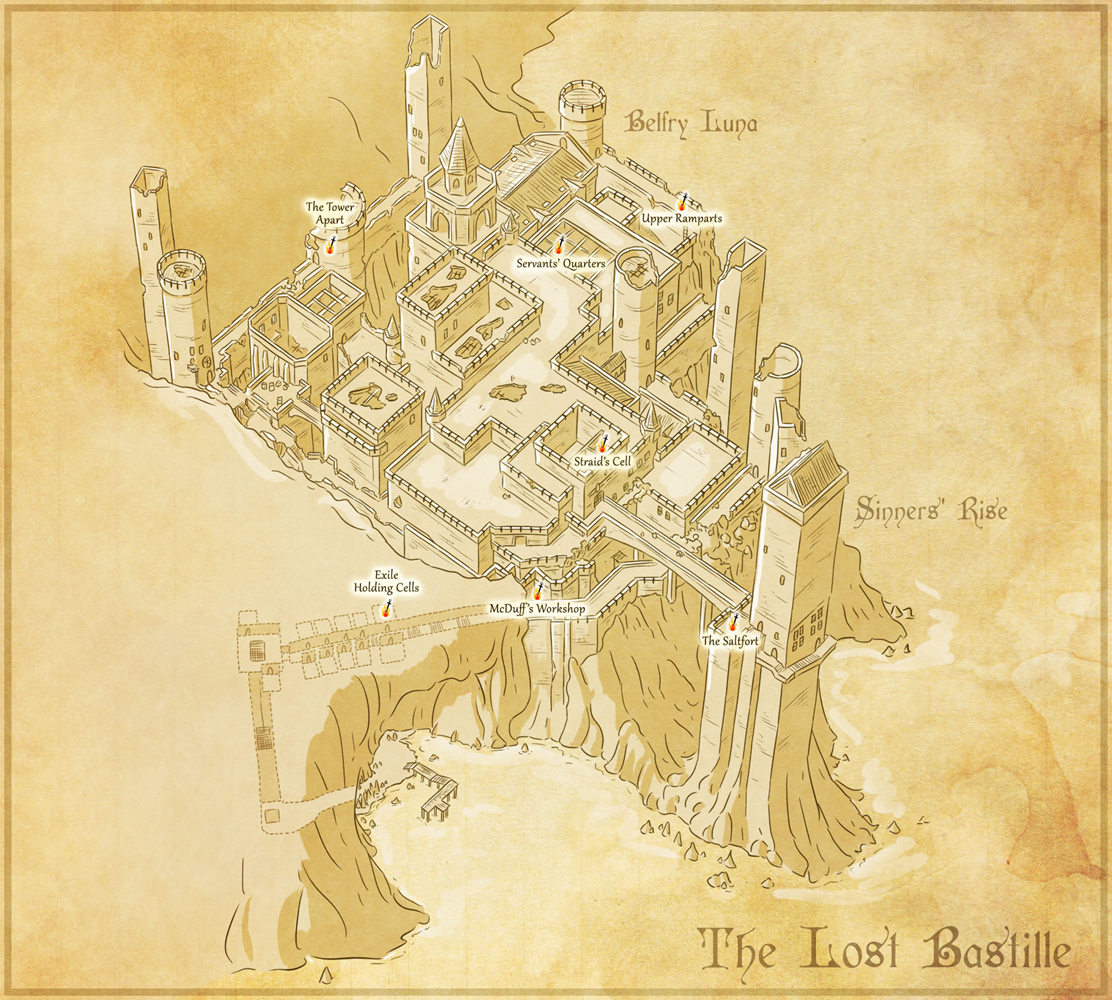 Belfry Luna
The Tower
Apart
Upper Ramparts
Servants' Quarters
Straid's Cell
Sinners' Rise
Exile
Holding Cells
McDuff's Workshop
The Saltfort
The Lost Bastille